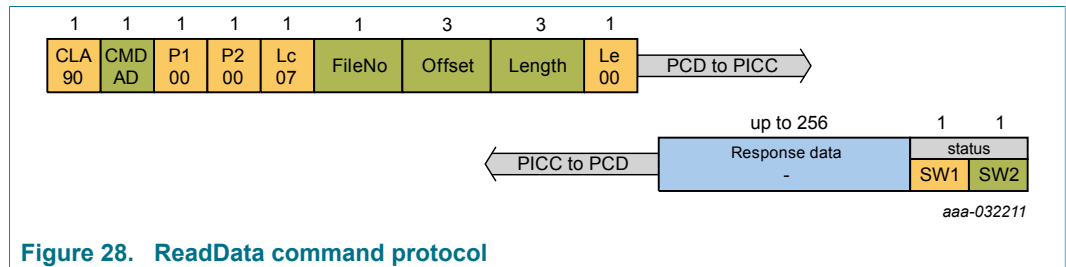 1 1 1 1 1 1 3 3 1
CLA CMD P1 P2 Lc FileNo Offset Length Le PCD to PICC
90 AD 00 00 07 00
up to 256 1 1
PICC to PCD Response data status
- SW1 SW2
aaa-032211
Figure 28. ReadData command protocol